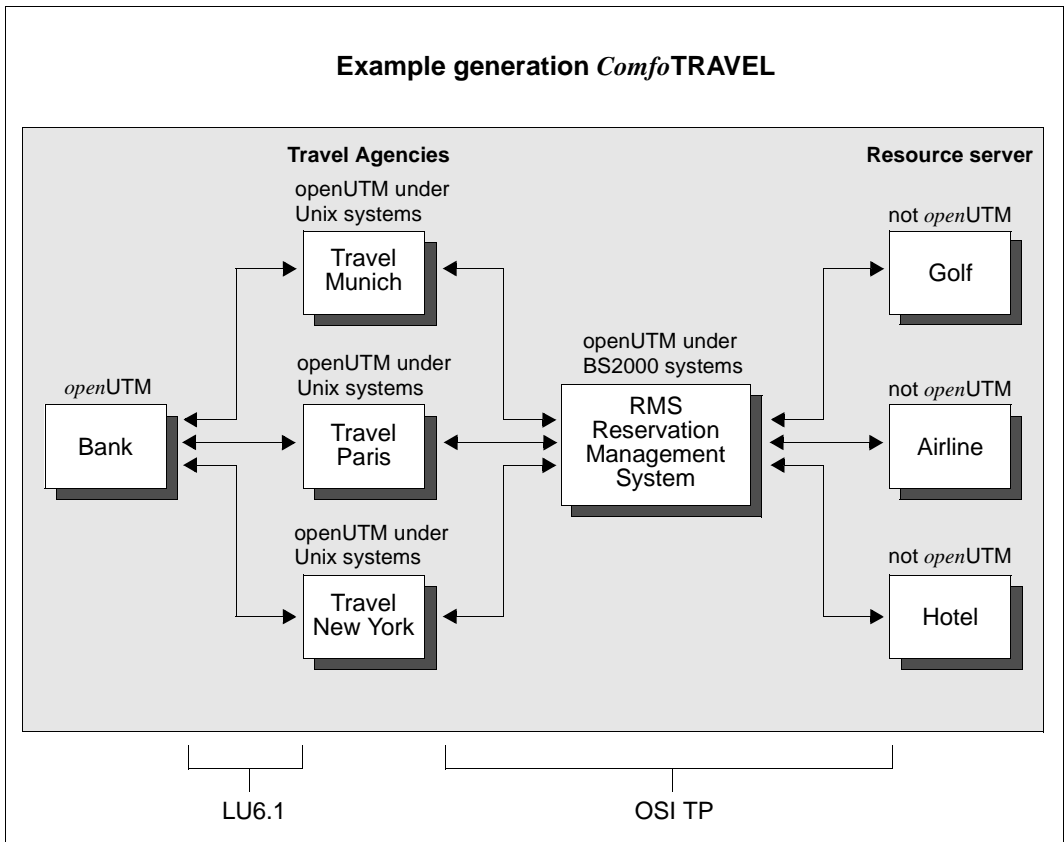 Example generation ComfoTRAVEL
Travel Agencies
Resource server
openUTM under
Unix systems
not openUTM
Travel
Munich
Golf
openUTM under
BS2000 systems
openUTM
openUTM under
Unix systems
not openUTM
Bank
Travel
Paris
RMS
Reservation
Management
System
Airline
openUTM under
Unix systems
not openUTM
Travel
New York
Hotel
LU6.1
OSI TP